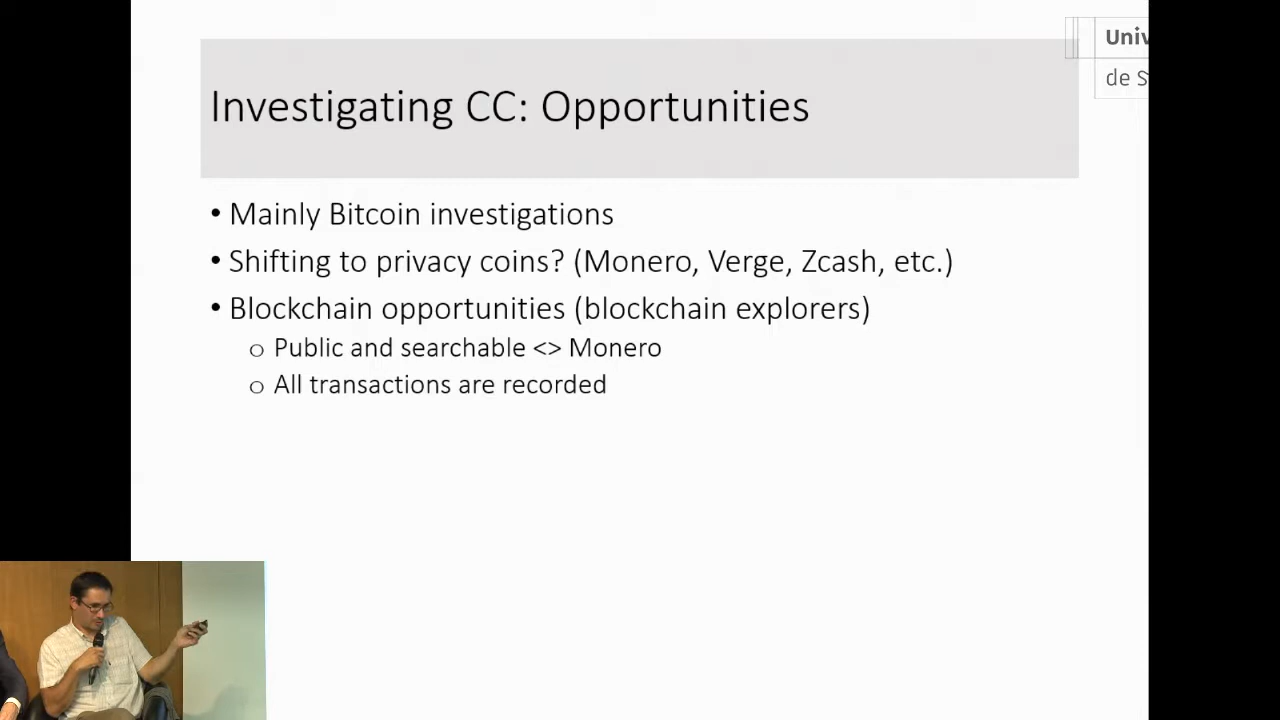 Univ
de S
Investigating CC: Opportunities
• Mainly Bitcoin investigations
• Shifting to privacy coins? (Monero, Verge, Zcash, etc.)
• Blockchain opportunities (blockchain explorers)
o Public and searchable <> Monero
o All transactions are recorded